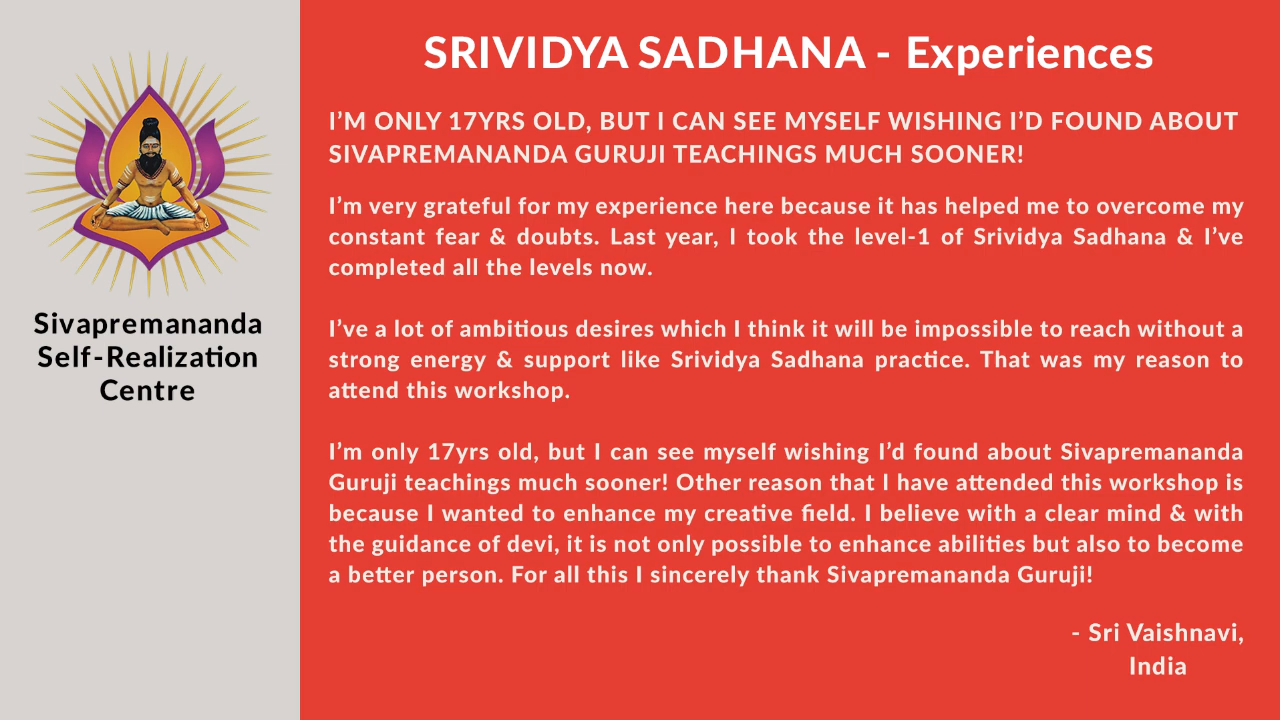 Sivapremananda
Self-Realization
Centre
SRIVIDYA SADHANA - Experiences
I'M ONLY 17YRS OLD, BUT I CAN SEE MYSELF WISHING I'D FOUND ABOUT
SIVAPREMANANDA GURUJI TEACHINGS MUCH SOONER!
I'm very grateful for my experience here because it has helped me to overcome my
constant fear & doubts. Last year, I took the level-1 of Srividya Sadhana & I've
completed all the levels now.
I've a lot of ambitious desires which I think it will be impossible to reach without a
strong energy & support like Srividya Sadhana practice. That was my reason to
attend this workshop.
I'm only 17yrs old, but I can see myself wishing I'd found about Sivapremananda
Guruji teachings much sooner! Other reason that I have attended this workshop is
because I wanted to enhance my creative field. I believe with a clear mind & with
the guidance of devi, it is not only possible to enhance abilities but also to become
a better person. For all this I sincerely thank Sivapremananda Guruji!
- Sri Vaishnavi,
India